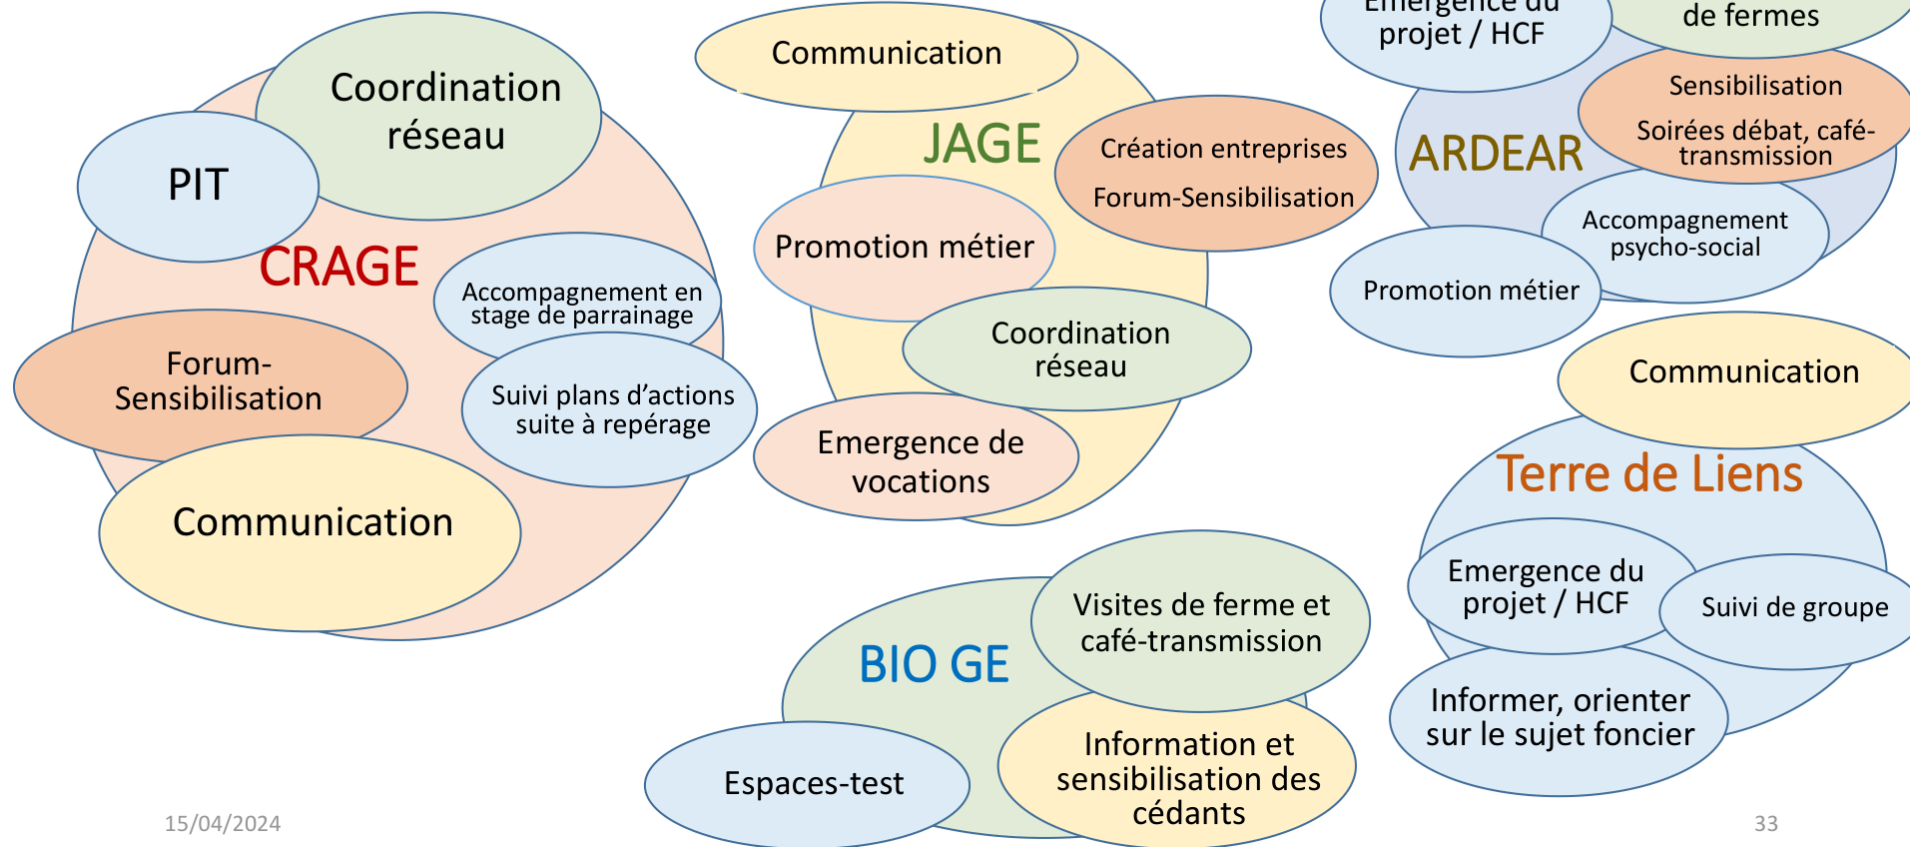 Coordination
réseau
PIT
CRAGE
Accompagnement en
stage de parrainage
Forum-
Sensibilisation
Suivi plans d’actions
suite à repérage
Communication
Communication
JAGE
Création entreprises
Forum-Sensibilisation
Promotion métier
Coordination
réseau
Emergence de
vocations
Emergence du
projet / HCF
de fermes
Sensibilisation
Soirées débat, café-
transmission
ARDEAR
Accompagnement
psycho-social
Promotion métier
Communication
Terre de Liens
Emergence du
projet / HCF
Suivi de groupe
Informer, orienter
sur le sujet foncier
Visites de ferme et
café-transmission
BIO GE
Espaces-test
Information et
sensibilisation des
cédants
15/04/2024
33